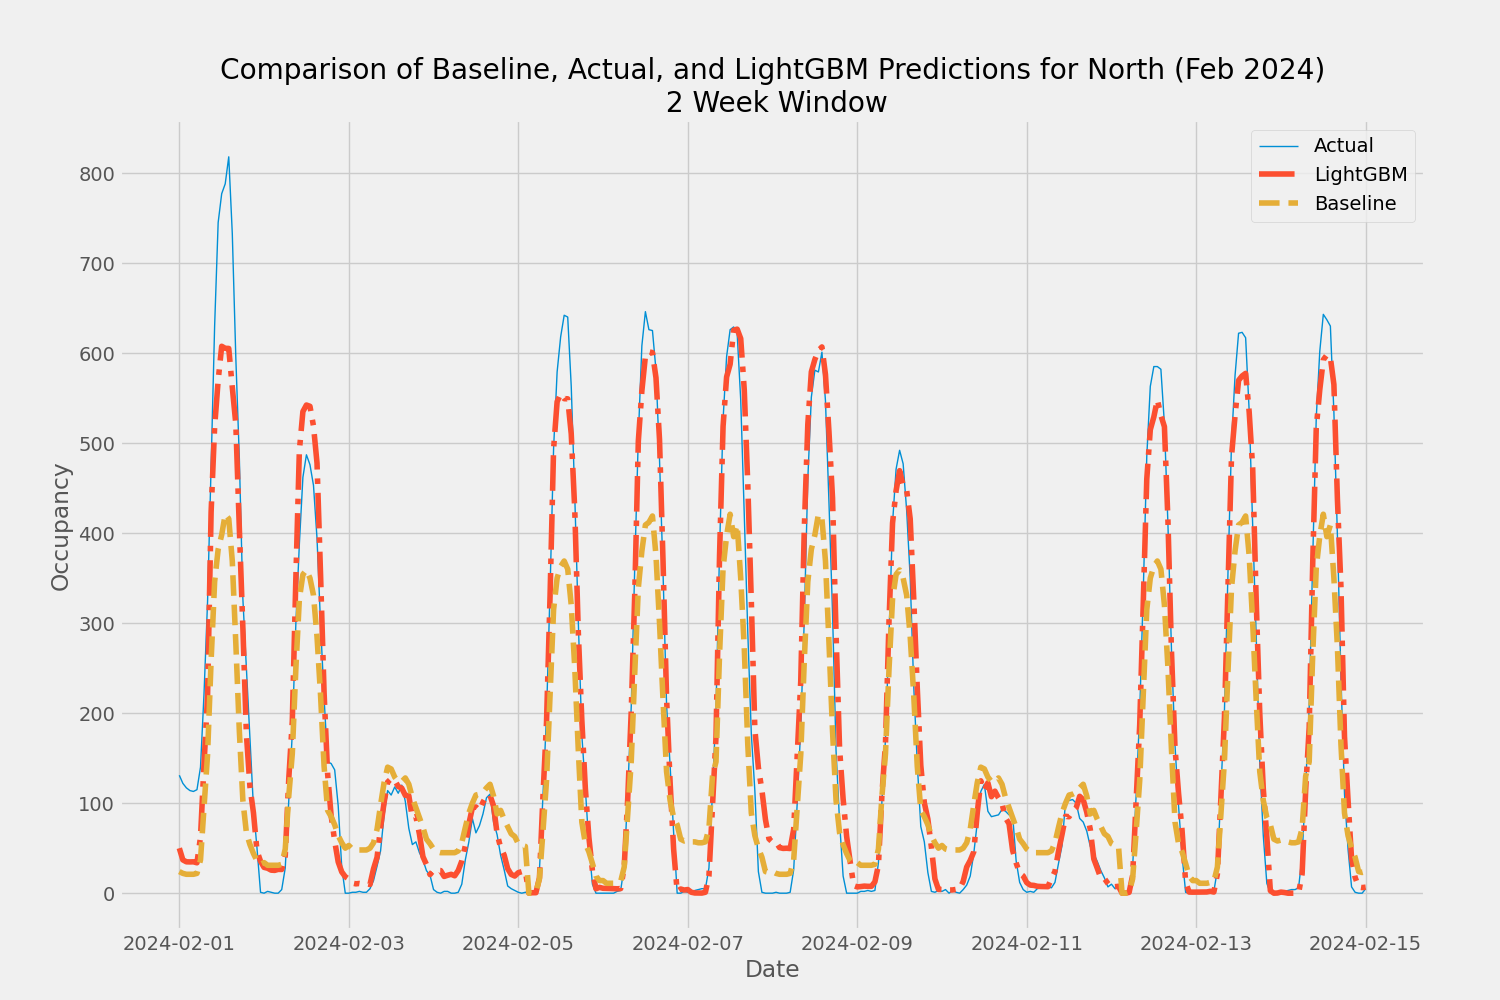 Comparison of Baseline, Actual, and LightGBM Predictions for North (Feb 2024)
2 Week Window
Actual
LightGBM
Baseline
Occupancy
800
700
600
500
400
300
200
100
0
2024-02-01
2024-02-03
2024-02-05
2024-02-07
2024-02-09
2024-02-11
2024-02-13
2024-02-15
Date